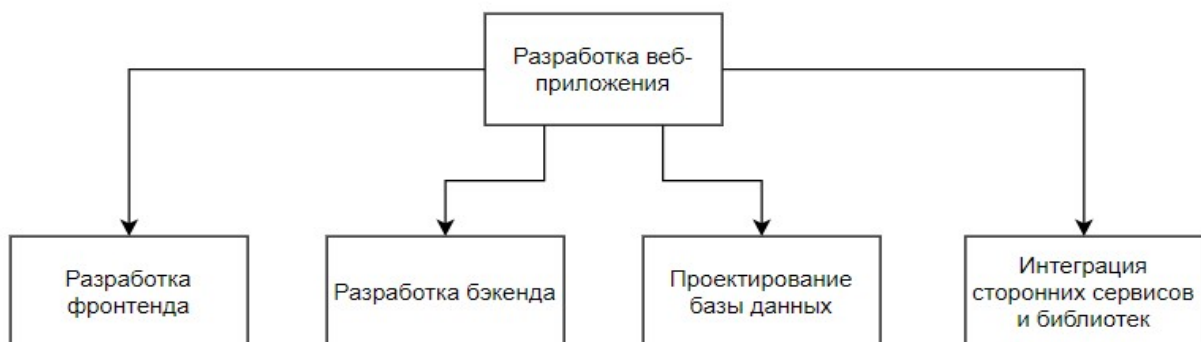 Разработка веб-
приложения
Разработка
фронтенда
Разработка бэкенда
Проектирование
базы данных
Интеграция
сторонних сервисов
и библиотек